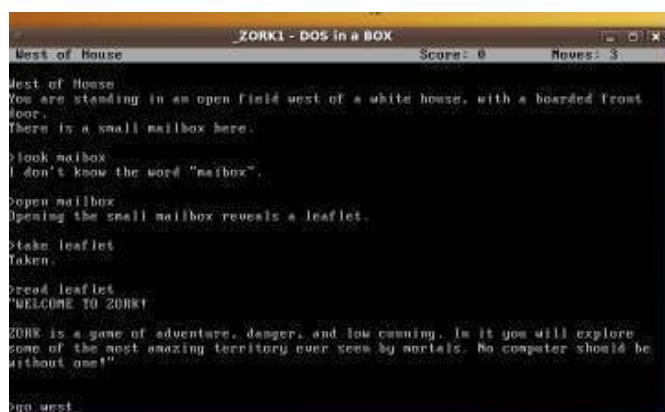 _ZORK1 - DOS in a BOX
West of House Score: 0 Moves: 3
West of House
You are standing in an open field west of a white house, with a boarded front
door.
There is a small mailbox here.
>look maibox
I don't know the word "maibox".
>open mailbox
Opening the small mailbox reveals a leaflet.
>take leaflet
Taken.
>read leaflet
"WELCOME TO ZORK!
ZORK is a game of adventure, danger, and low cunning. In it you will explore
some of the most amazing territory ever seen by mortals. No computer should be
without one!"
>go west